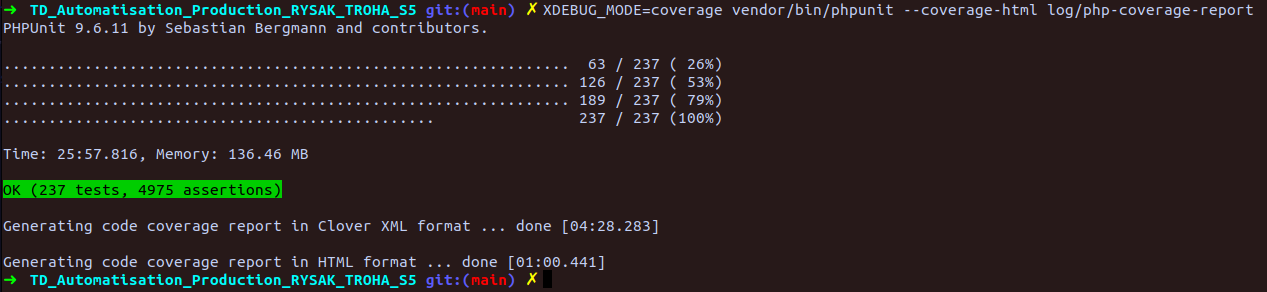 ➜ TD_Automatisation_Production_RYSAK_TROHA_S5 git:(main) ✗ XDEBUG_MODE=coverage vendor/bin/phpunit --coverage-html log/php-coverage-report
PHPUnit 9.6.11 by Sebastian Bergmann and contributors.
...............................................................  63 / 237 ( 26%)
............................................................... 126 / 237 ( 53%)
............................................................... 189 / 237 ( 79%)
................................................                237 / 237 (100%)
Time: 25:57.816, Memory: 136.46 MB
OK (237 tests, 4975 assertions)
Generating code coverage report in Clover XML format ... done [04:28.283]
Generating code coverage report in HTML format ... done [01:00.441]
➜ TD_Automatisation_Production_RYSAK_TROHA_S5 git:(main) ✗